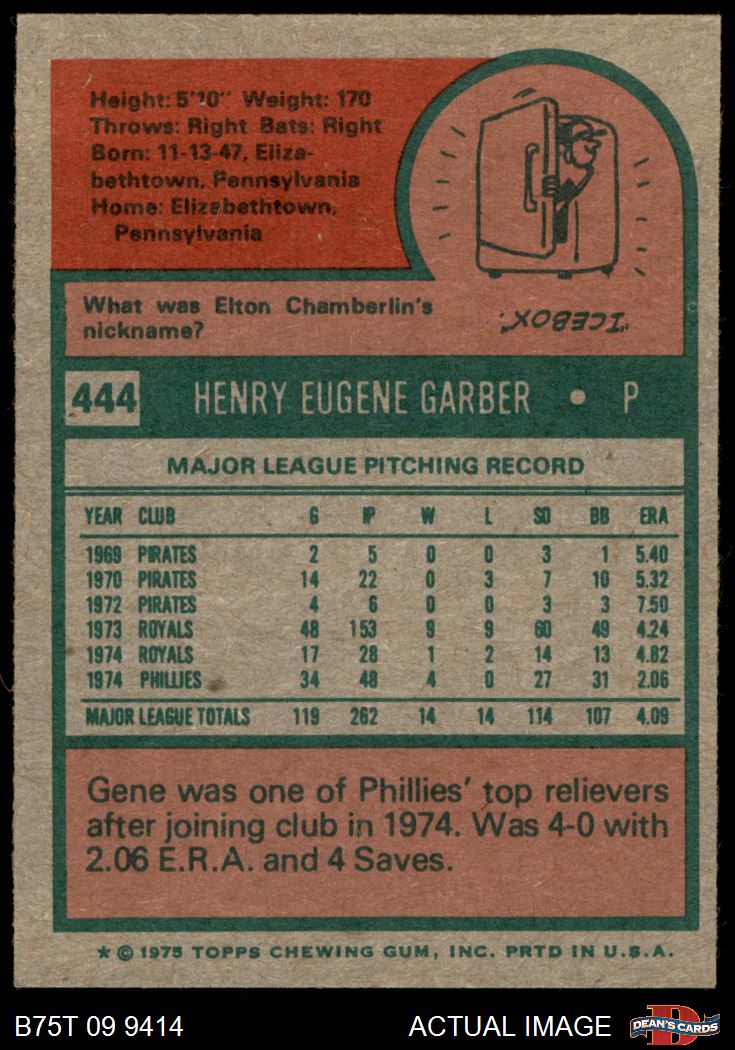 Height: 5'10" Weight: 170
Throws: Right Bats: Right
Born: 11-13-47, Eliza-
bethtown, Pennsylvania
Home: Elizabethtown,
Pennsylvania
What was Elton Chamberlin's
nickname?
"ICEBOX".
444 HENRY EUGENE GARBER • P
MAJOR LEAGUE PITCHING RECORD
YEAR CLUB G IP W L SO BB ERA
1969 PIRATES 2 5 0 0 3 1 5.40
1970 PIRATES 14 22 0 3 7 10 5.32
1972 PIRATES 4 6 0 0 3 3 7.50
1973 ROYALS 48 153 9 9 60 49 4.24
1974 ROYALS 17 28 1 2 14 13 4.82
1974 PHILLIES 34 48 4 0 27 31 2.06
MAJOR LEAGUE TOTALS 119 262 14 14 114 107 4.09
Gene was one of Phillies' top relievers
after joining club in 1974. Was 4-0 with
2.06 E.R.A. and 4 Saves.
* © 1975 TOPPS CHEWING GUM, INC. PRTD IN U.S.A.
B75T 09 9414 ACTUAL IMAGE DEAN'S CARDS